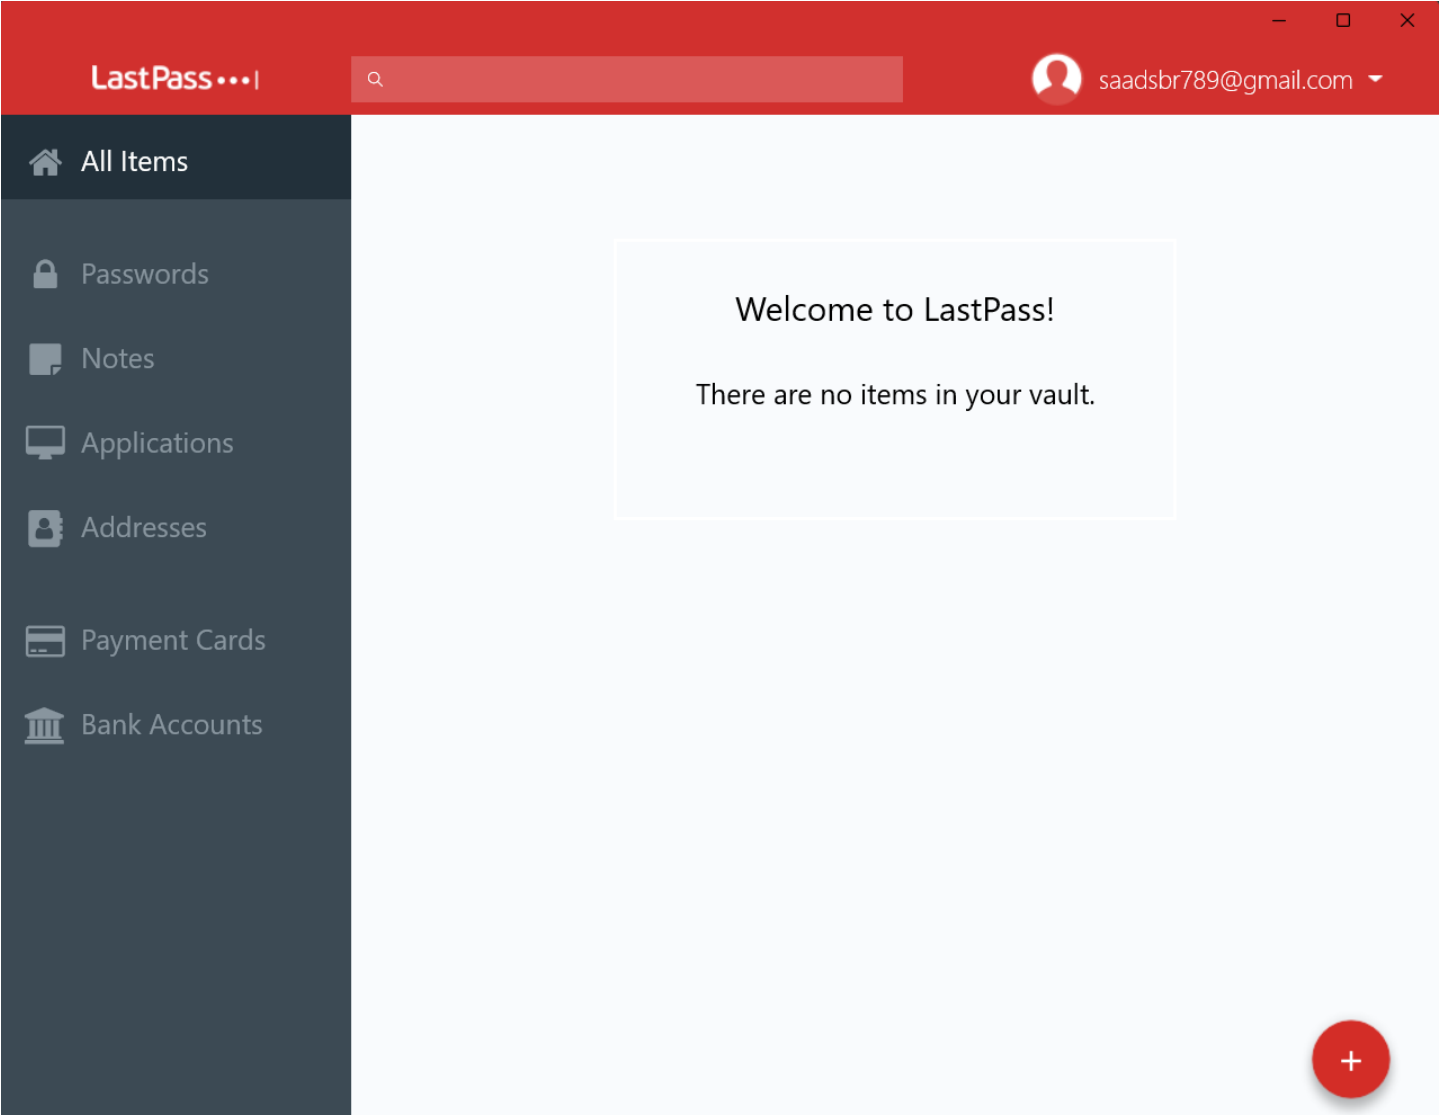 LastPass
saadsbr789@gmail.com
All Items
Passwords
Notes
Applications
Addresses
Payment Cards
Bank Accounts
Welcome to LastPass!
There are no items in your vault.